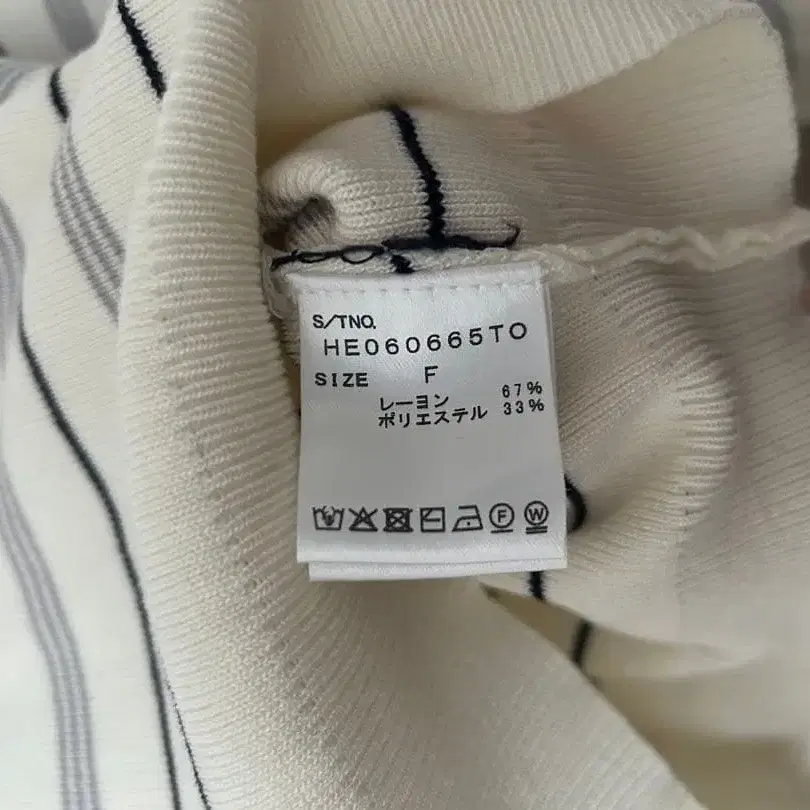 S/TNO.
HE060665TO
SIZE F
レーヨン 67%
ポリエステル 33%
F W